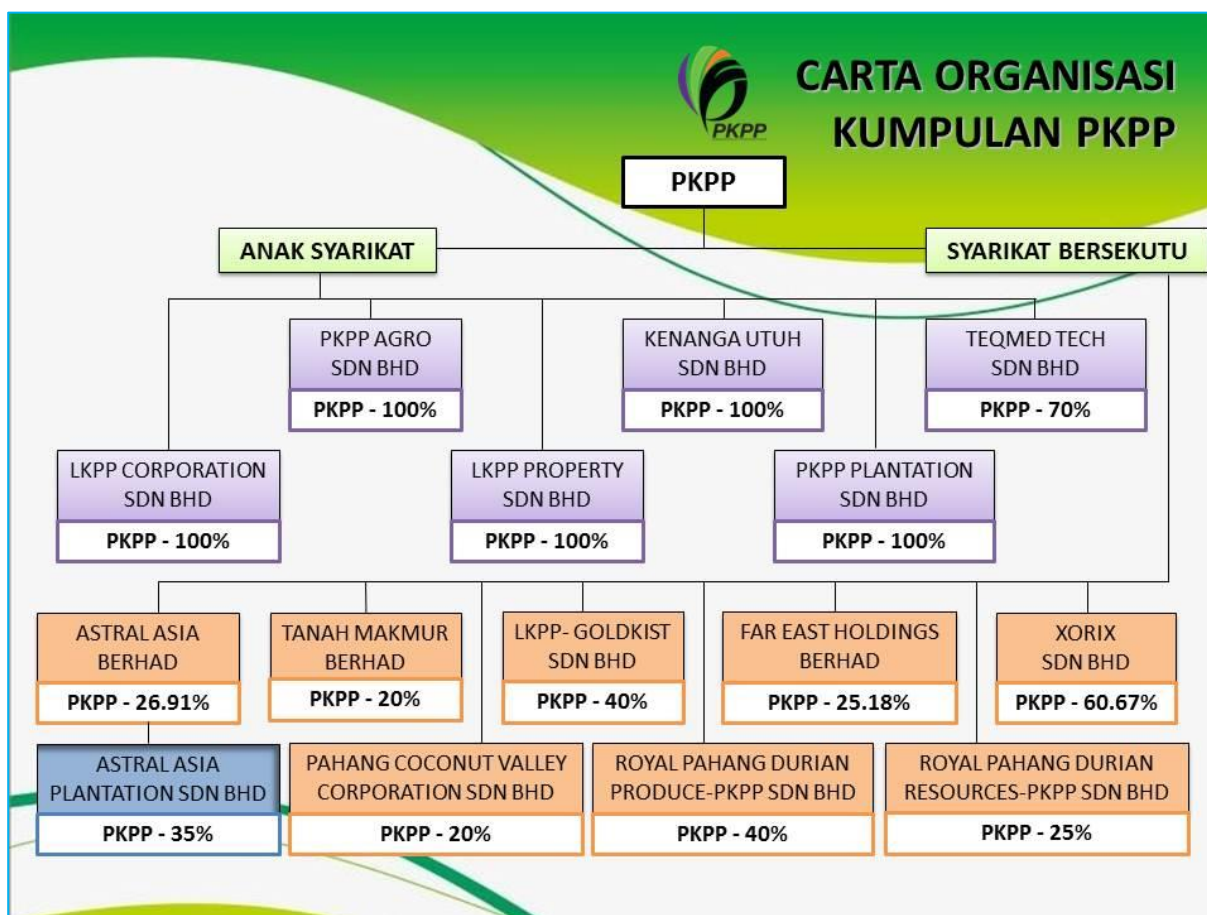 CARTA ORGANISASI
KUMPULAN PKPP
PKPP
PKPP
ANAK SYARIKAT
SYARIKAT BERSEKUTU
PKPP AGRO
SDN BHD
PKPP - 100%
KENANGA UTUH
SDN BHD
PKPP - 100%
TEQMED TECH
SDN BHD
PKPP - 70%
LKPP CORPORATION
SDN BHD
PKPP - 100%
LKPP PROPERTY
SDN BHD
PKPP - 100%
PKPP PLANTATION
SDN BHD
PKPP - 100%
ASTRAL ASIA
BERHAD
PKPP - 26.91%
TANAH MAKMUR
BERHAD
PKPP - 20%
LKPP- GOLDKIST
SDN BHD
PKPP - 40%
FAR EAST HOLDINGS
BERHAD
PKPP - 25.18%
XORIX
SDN BHD
PKPP - 60.67%
ASTRAL ASIA
PLANTATION SDN BHD
PKPP - 35%
PAHANG COCONUT VALLEY
CORPORATION SDN BHD
PKPP - 20%
ROYAL PAHANG DURIAN
PRODUCE-PKPP SDN BHD
PKPP - 40%
ROYAL PAHANG DURIAN
RESOURCES-PKPP SDN BHD
PKPP - 25%